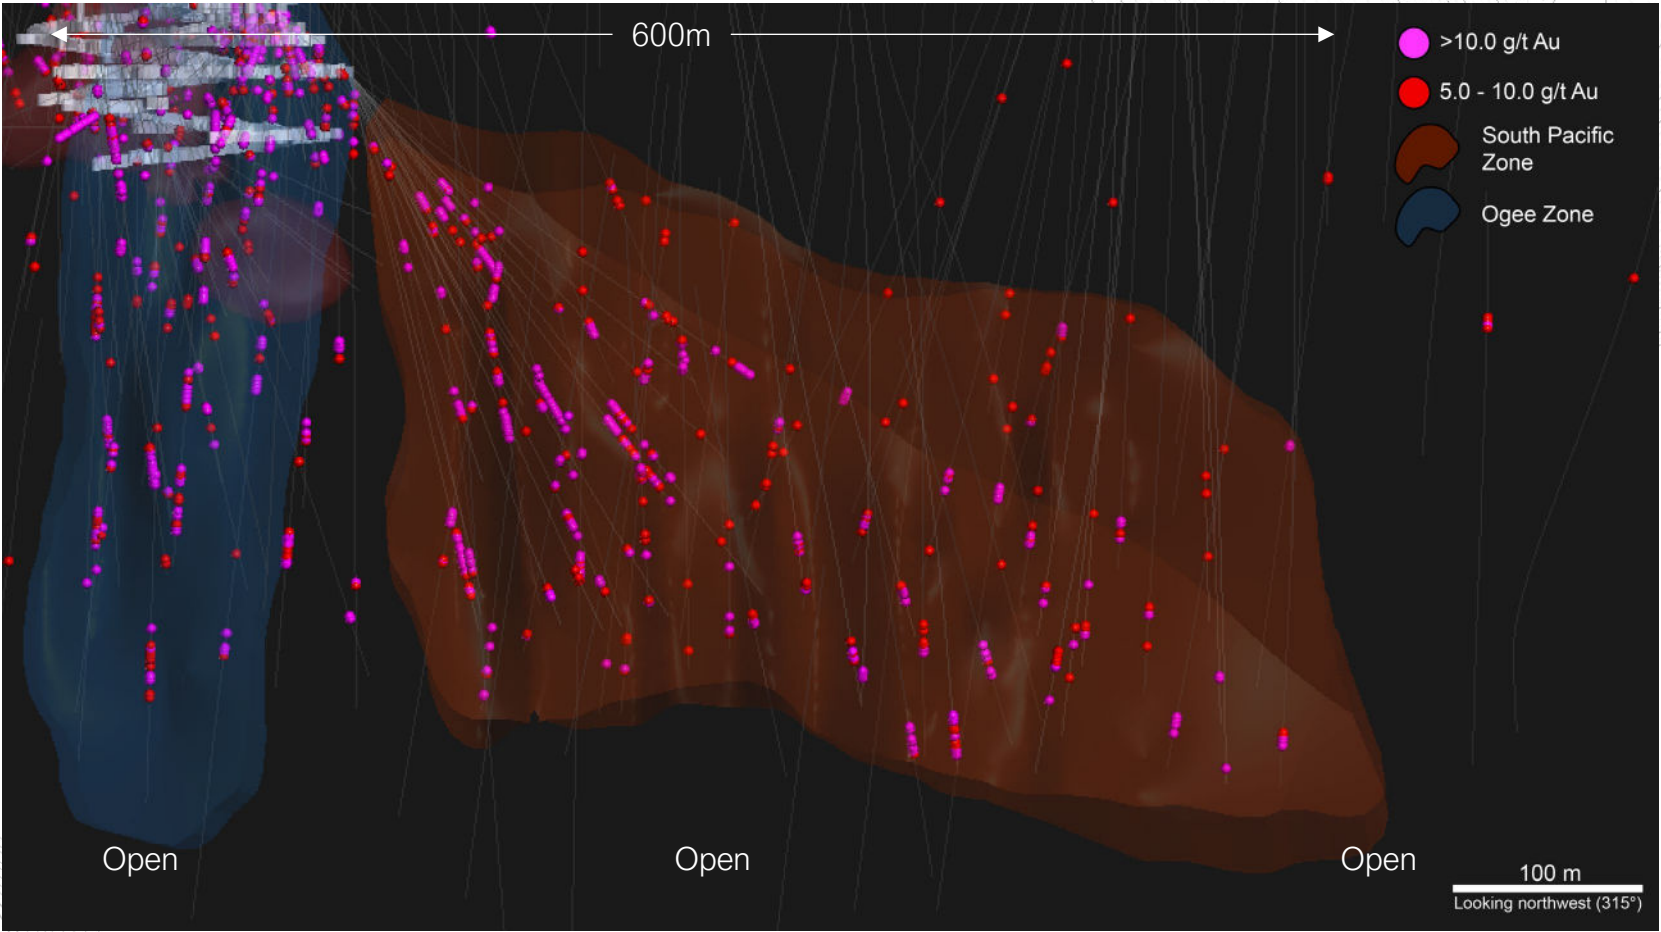 600m
>10.0 g/t Au
5.0 - 10.0 g/t Au
South Pacific
Zone
Ogee Zone
Open
Open
Open
100 m
Looking northwest (315°)